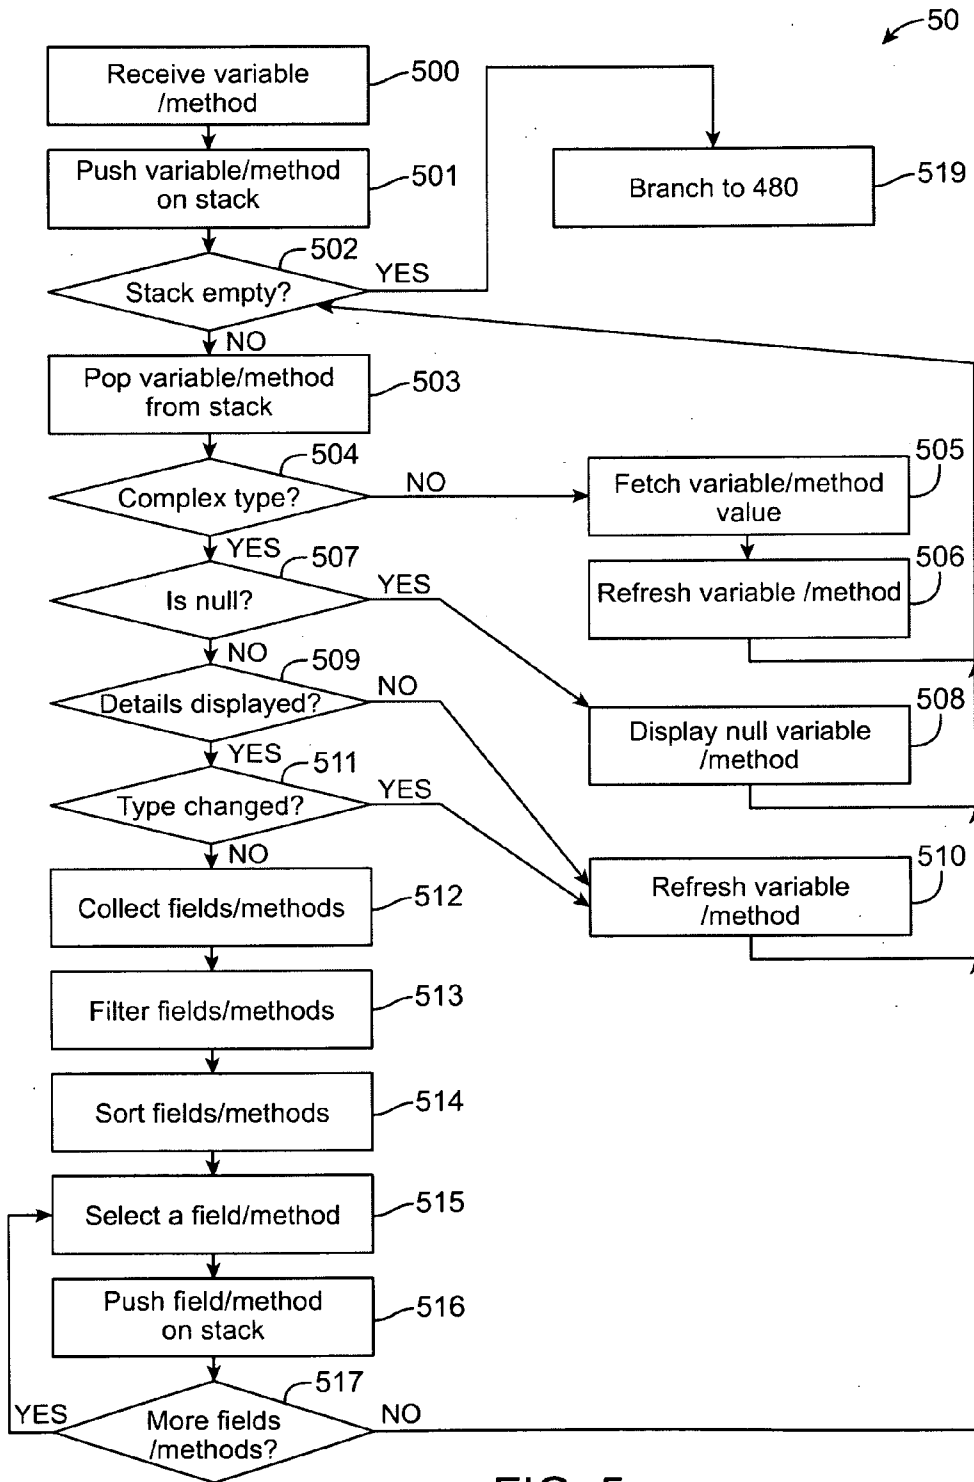 50
Receive variable
/method
500
Push variable/method
on stack
501
Branch to 480
519
502
Stack empty?
YES
NO
Pop variable/method
from stack
503
504
Complex type?
NO
YES
Fetch variable/method
value
505
507
Is null?
YES
NO
Refresh variable /method
506
509
Details displayed?
NO
YES
Display null variable
/method
508
511
Type changed?
YES
NO
Refresh variable
/method
510
Collect fields/methods
512
Filter fields/methods
513
Sort fields/methods
514
Select a field/method
515
Push field/method
on stack
516
517
More fields
/methods?
YES
NO